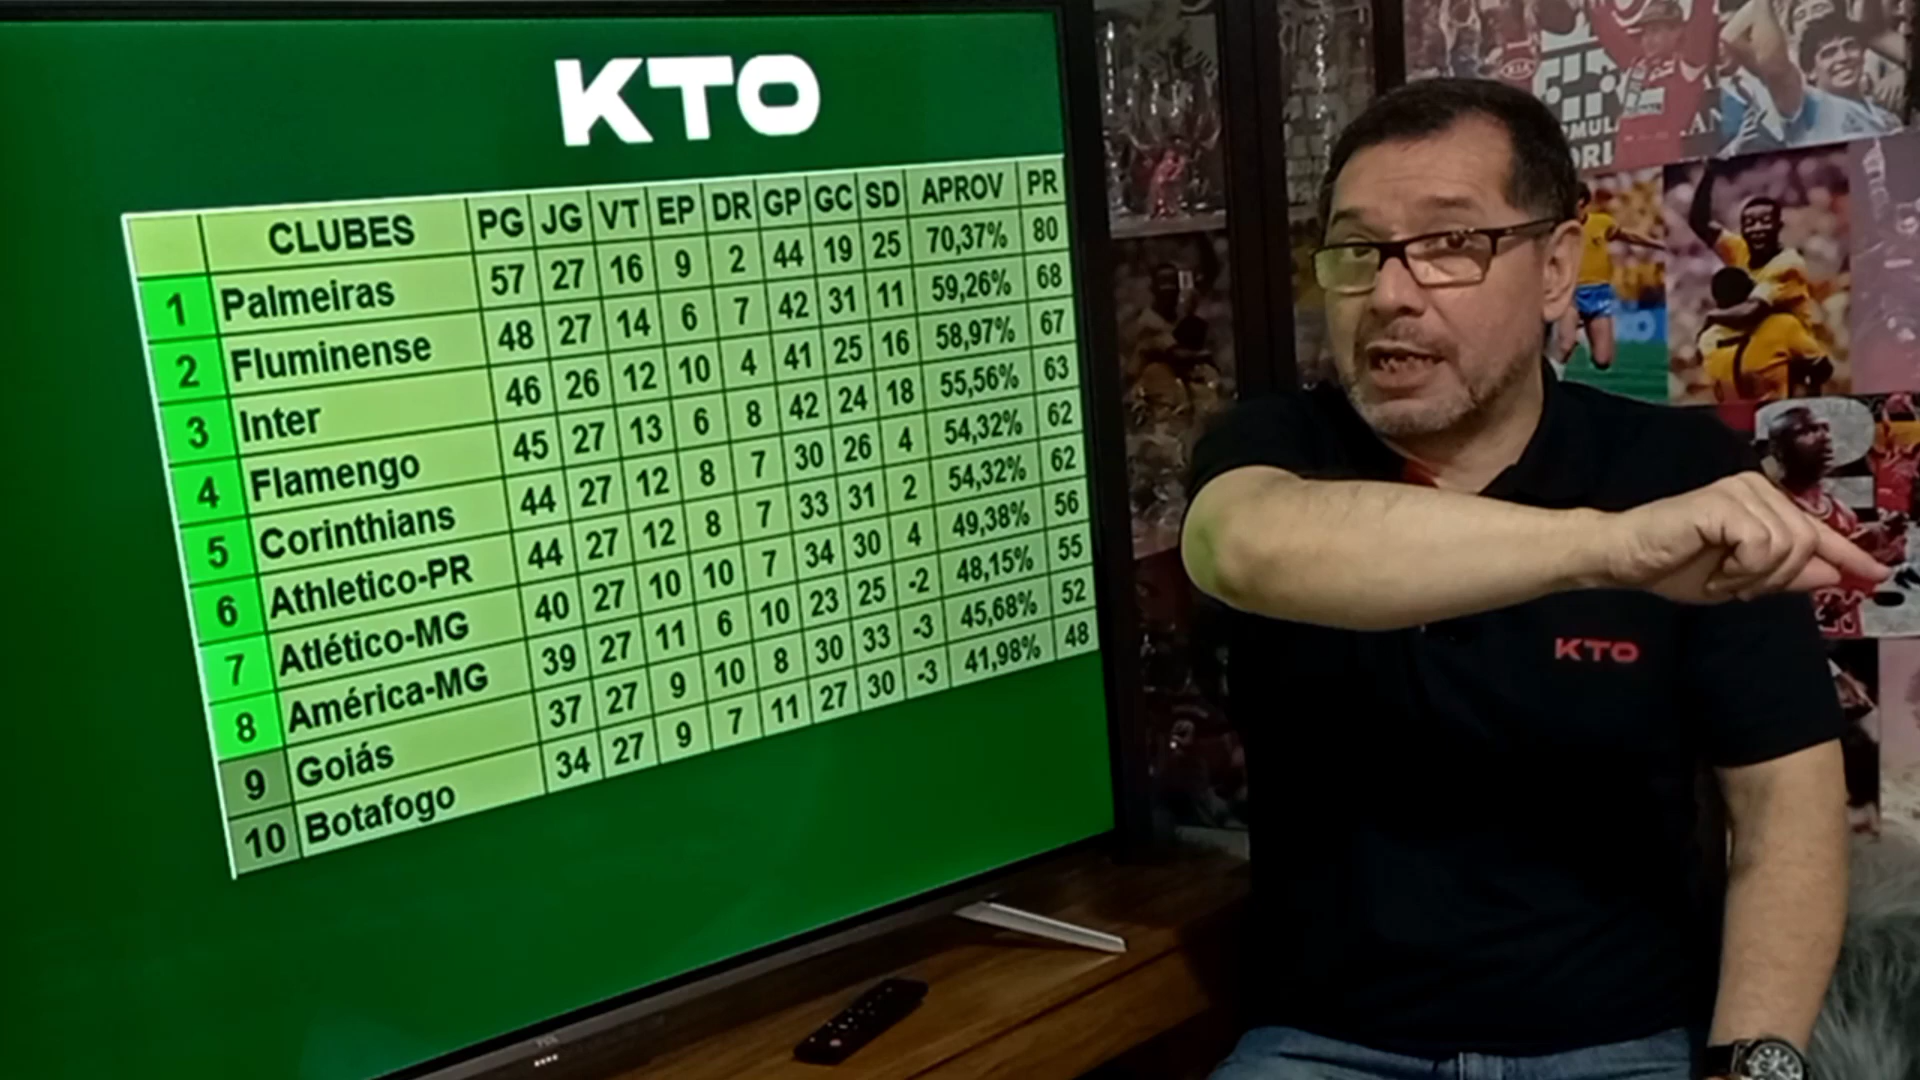 KTO
CLUBES PG JG VT EP DR GP GC SD APROV PR
1 Palmeiras 57 27 16 9 2 44 19 25 70,37% 80
2 Fluminense 48 27 14 6 7 42 31 11 59,26% 68
3 Inter 46 26 12 10 4 41 25 16 58,97% 67
4 Flamengo 45 27 13 6 8 42 24 18 55,56% 63
5 Corinthians 44 27 12 8 7 30 26 4 54,32% 62
6 Athletico-PR 44 27 12 8 7 33 31 2 54,32% 62
7 Atlético-MG 40 27 10 10 7 34 30 4 49,38% 56
8 América-MG 39 27 11 6 10 23 25 -2 48,15% 55
9 Goiás 37 27 9 10 8 30 33 -3 45,68% 52
10 Botafogo 34 27 9 7 11 27 30 -3 41,98% 48
KTO